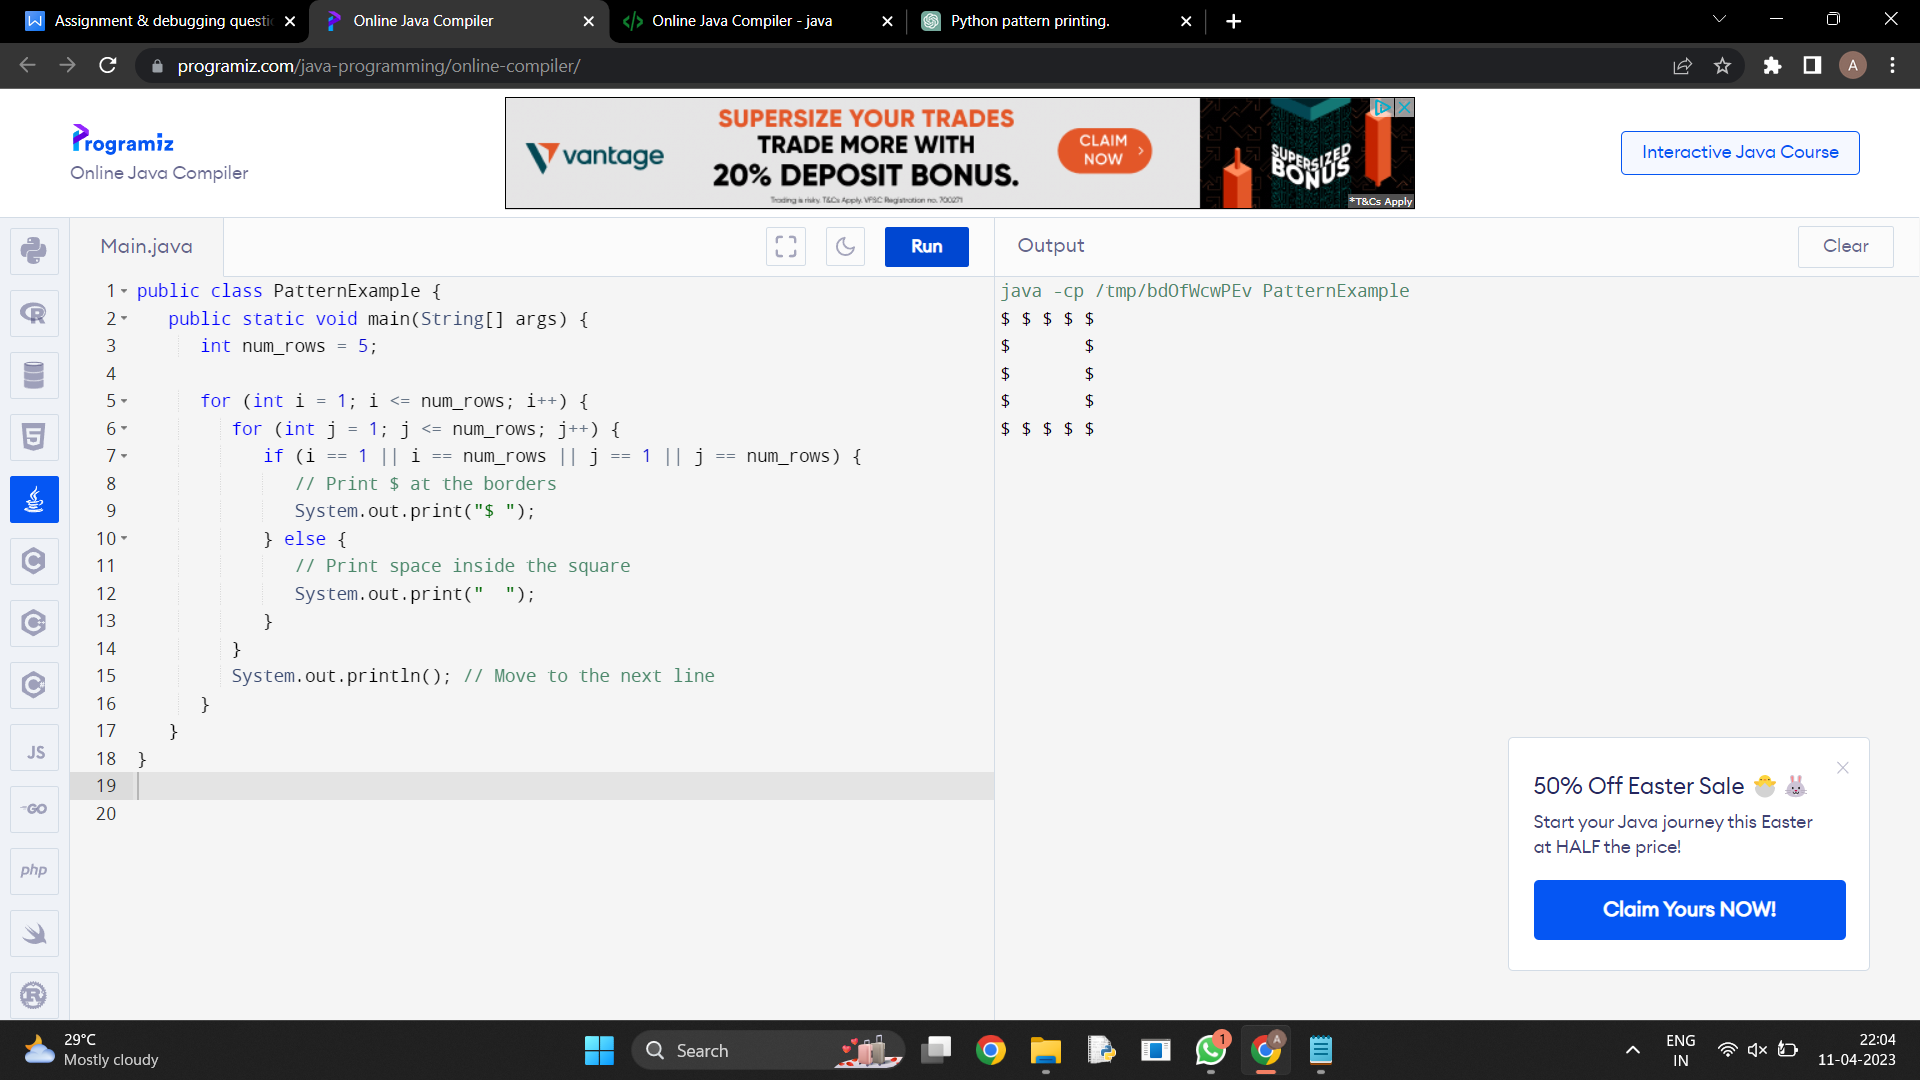 Assignment & debugging questi
Online Java Compiler
Online Java Compiler - java
Python pattern printing.
programiz.com/java-programming/online-compiler/
A
Programiz
Online Java Compiler
vantage
SUPERSIZE YOUR TRADES
TRADE MORE WITH
20% DEPOSIT BONUS.
Trading is risky. T&Cs Apply. VFSC Registration no. 700271
CLAIM
NOW
SUPERSIZED
BONUS
*T&Cs Apply
Interactive Java Course
Main.java
Run
Output
Clear
1 public class PatternExample {
2 public static void main(String[] args) {
3 int num_rows = 5;
4
5 for (int i = 1; i <= num_rows; i++) {
6 for (int j = 1; j <= num_rows; j++) {
7 if (i == 1 || i == num_rows || j == 1 || j == num_rows) {
8 // Print $ at the borders
9 System.out.print("$ ");
10 } else {
11 // Print space inside the square
12 System.out.print("  ");
13 }
14 }
15 System.out.println(); // Move to the next line
16 }
17 }
18 }
19
20
java -cp /tmp/bdOfWcwPEv PatternExample
$ $ $ $ $
$       $
$       $
$       $
$ $ $ $ $
JS
GO
php
50% Off Easter Sale 🐣 🐰
Start your Java journey this Easter
at HALF the price!
Claim Yours NOW!
29°C
Mostly cloudy
Search
1
A
ENG
IN
22:04
11-04-2023